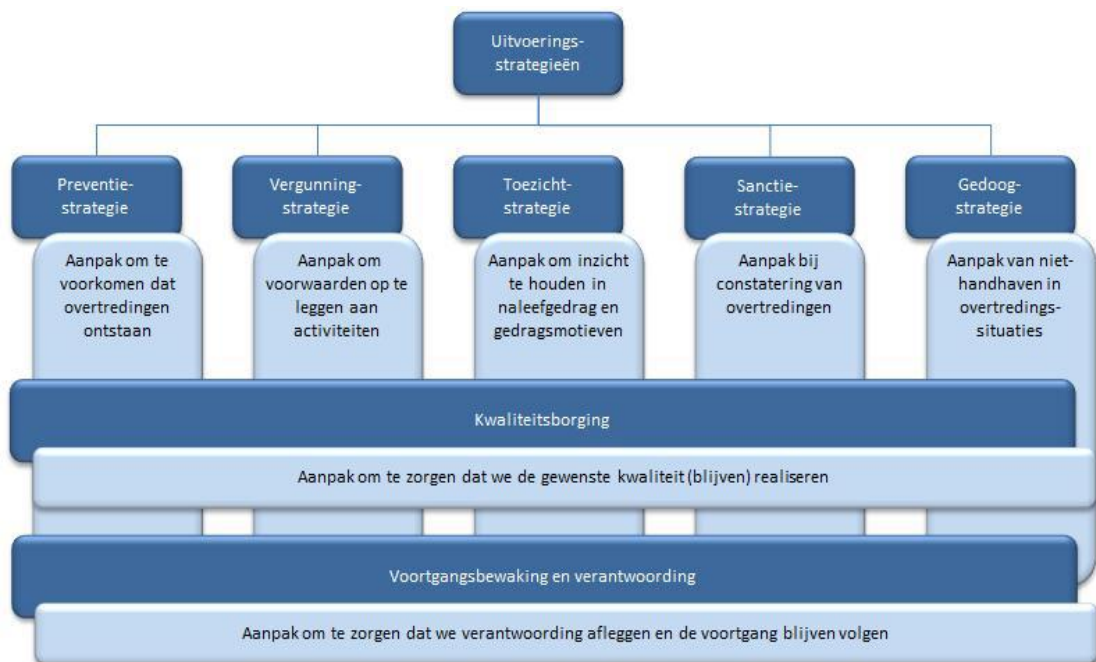 Uitvoerings-
strategieën
Preventie-
strategie
Vergunning-
strategie
Toezicht-
strategie
Sanctie-
strategie
Gedoog-
strategie
Aanpak om te
voorkomen dat
overtredingen
ontstaan
Aanpak om
voorwaarden op te
leggen aan
activiteiten
Aanpak om inzicht
te houden in
naleefgedrag en
gedragsmotieven
Aanpak bij
constatering van
overtredingen
Aanpak van niet-
handhaven in
overtredings-
situaties
Kwaliteitsborging
Aanpak om te zorgen dat we de gewenste kwaliteit (blijven) realiseren
Voortgangsbewaking en verantwoording
Aanpak om te zorgen dat we verantwoording afleggen en de voortgang blijven volgen